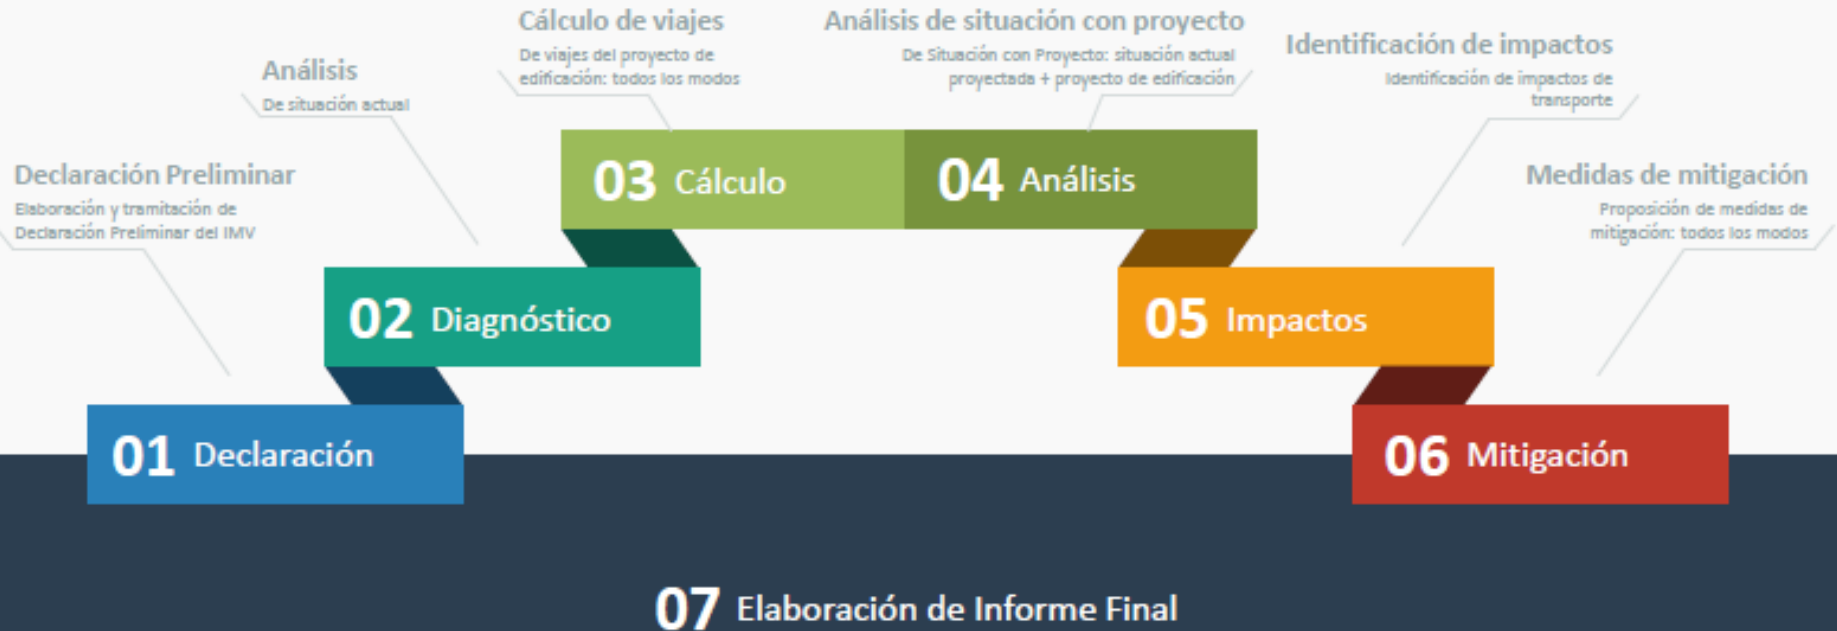 Declaración Preliminar
Elaboración y tramitación de
Declaración Preliminar del IMV
01 Declaración
Análisis
De situación actual
02 Diagnóstico
Cálculo de viajes
De viajes del proyecto de
edificación: todos los modos
03 Cálculo
Análisis de situación con proyecto
De Situación con Proyecto: situación actual
proyectada + proyecto de edificación
04 Análisis
Identificación de impactos
Identificación de impactos de
transporte
05 Impactos
Medidas de mitigación
Proposición de medidas de
mitigación: todos los modos
06 Mitigación
07 Elaboración de Informe Final